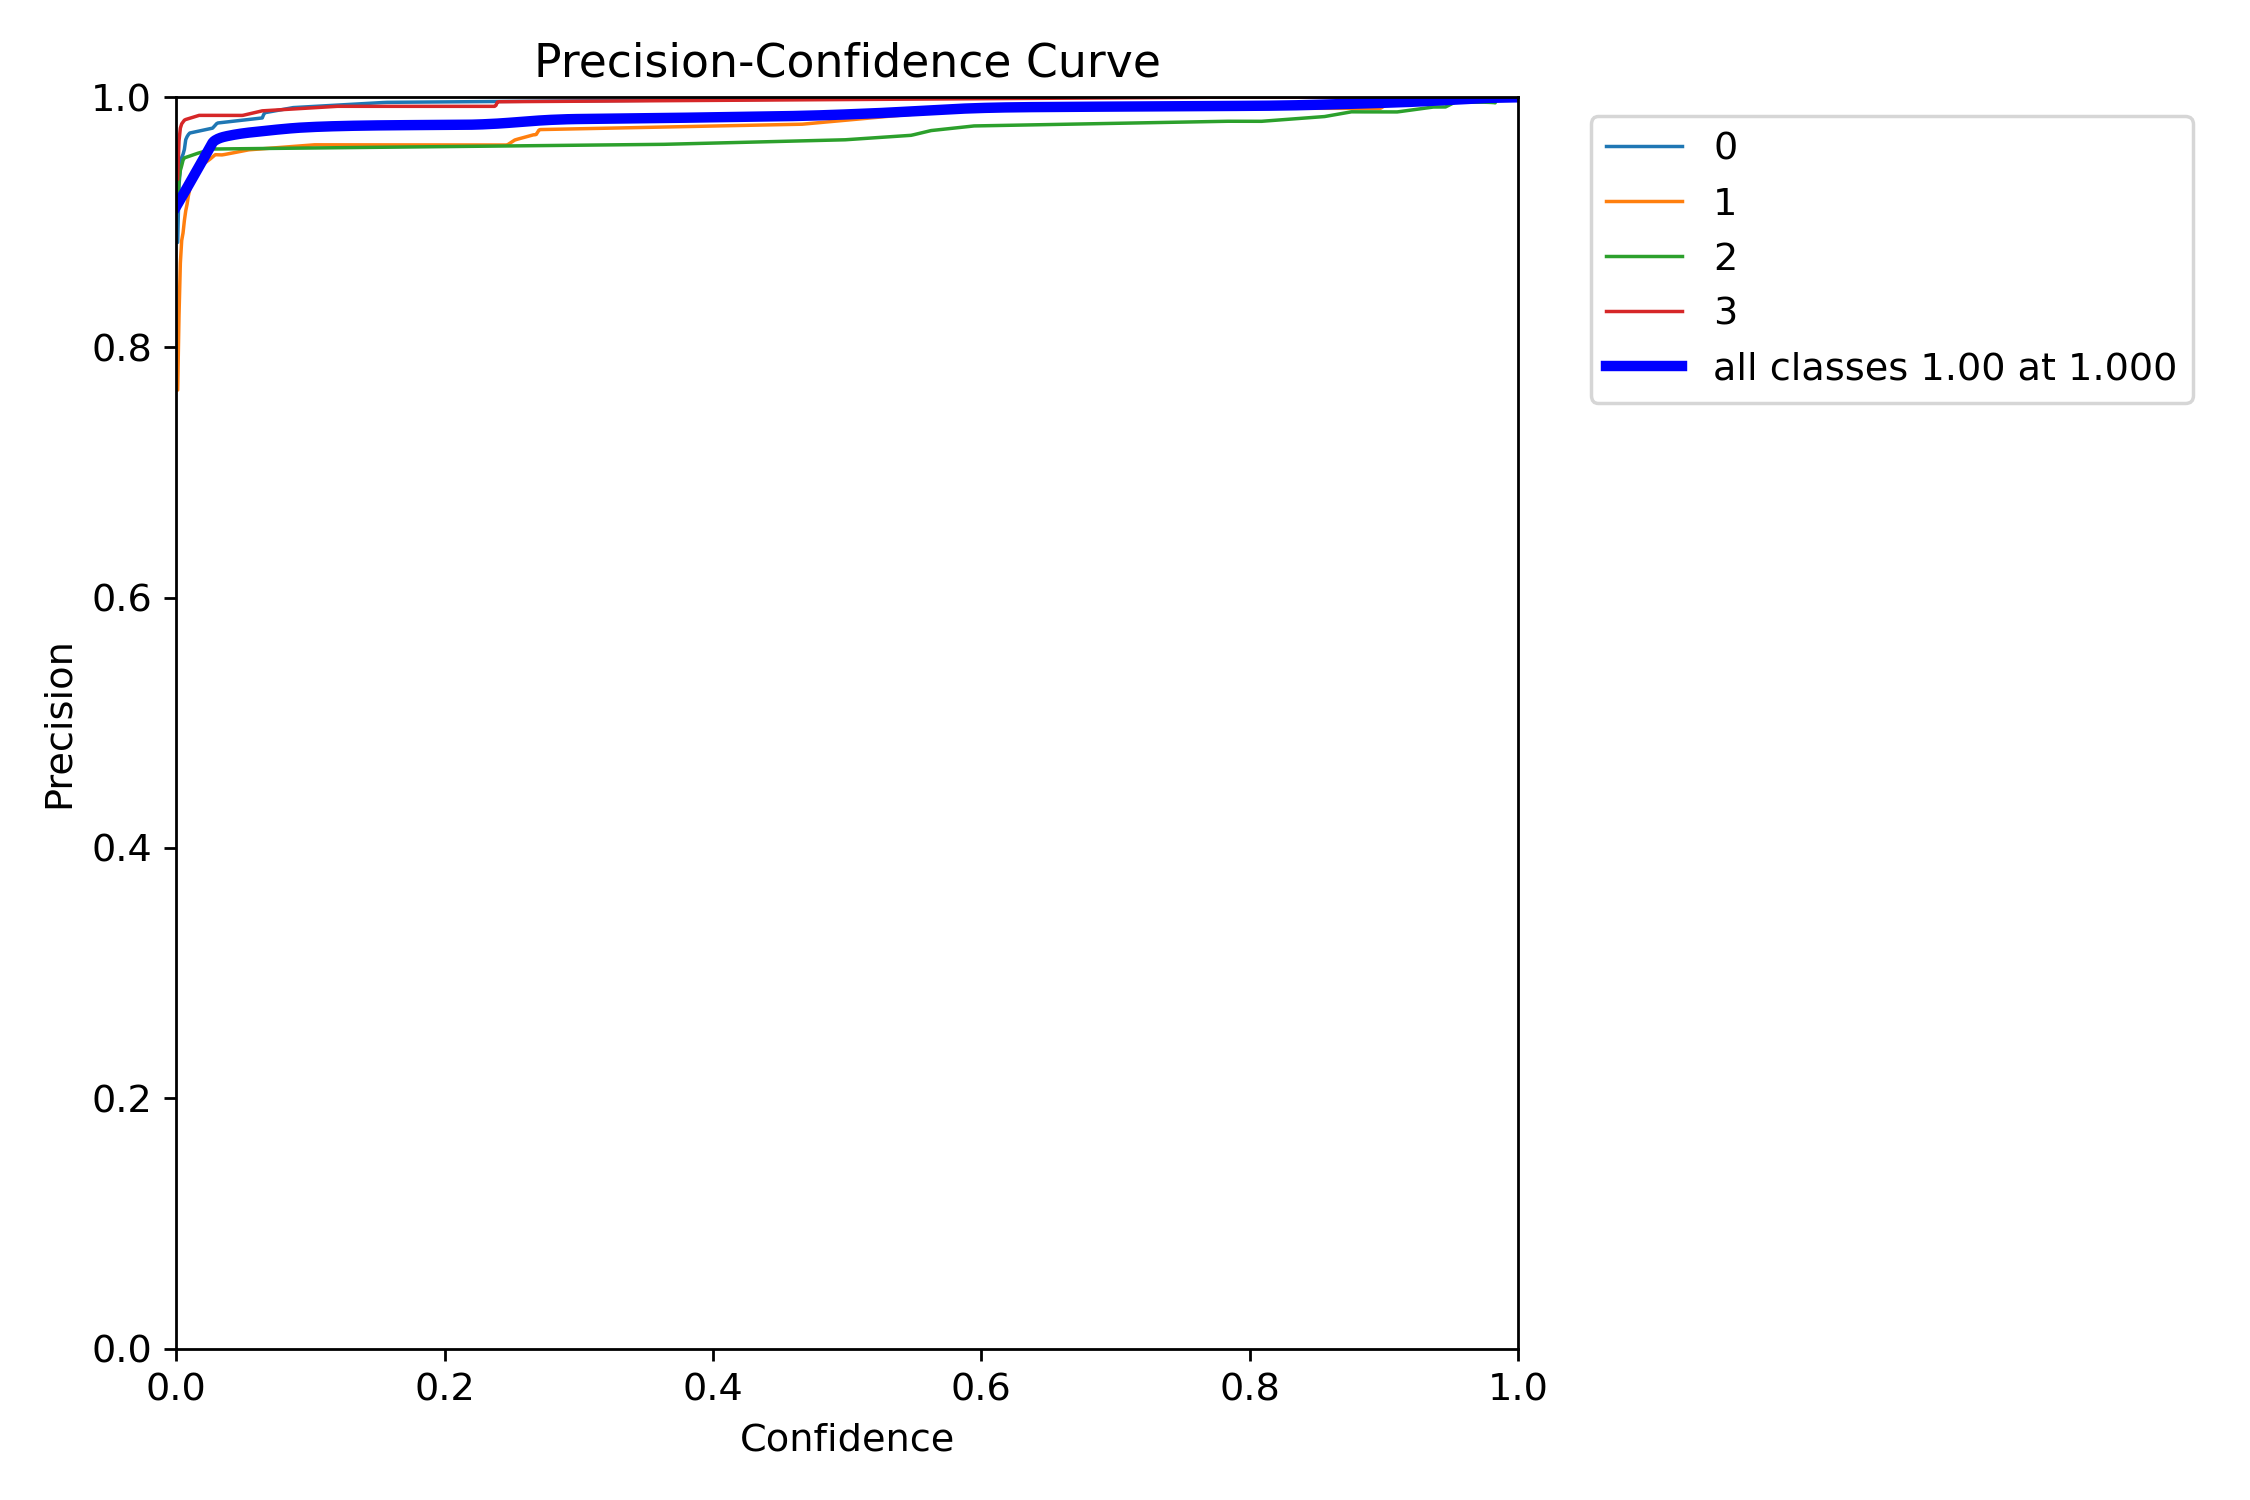 Precision-Confidence Curve
1.0
0.8
0.6
0.4
0.2
0.0
Precision
0.0 0.2 0.4 0.6 0.8 1.0
Confidence
0
1
2
3
all classes 1.00 at 1.000